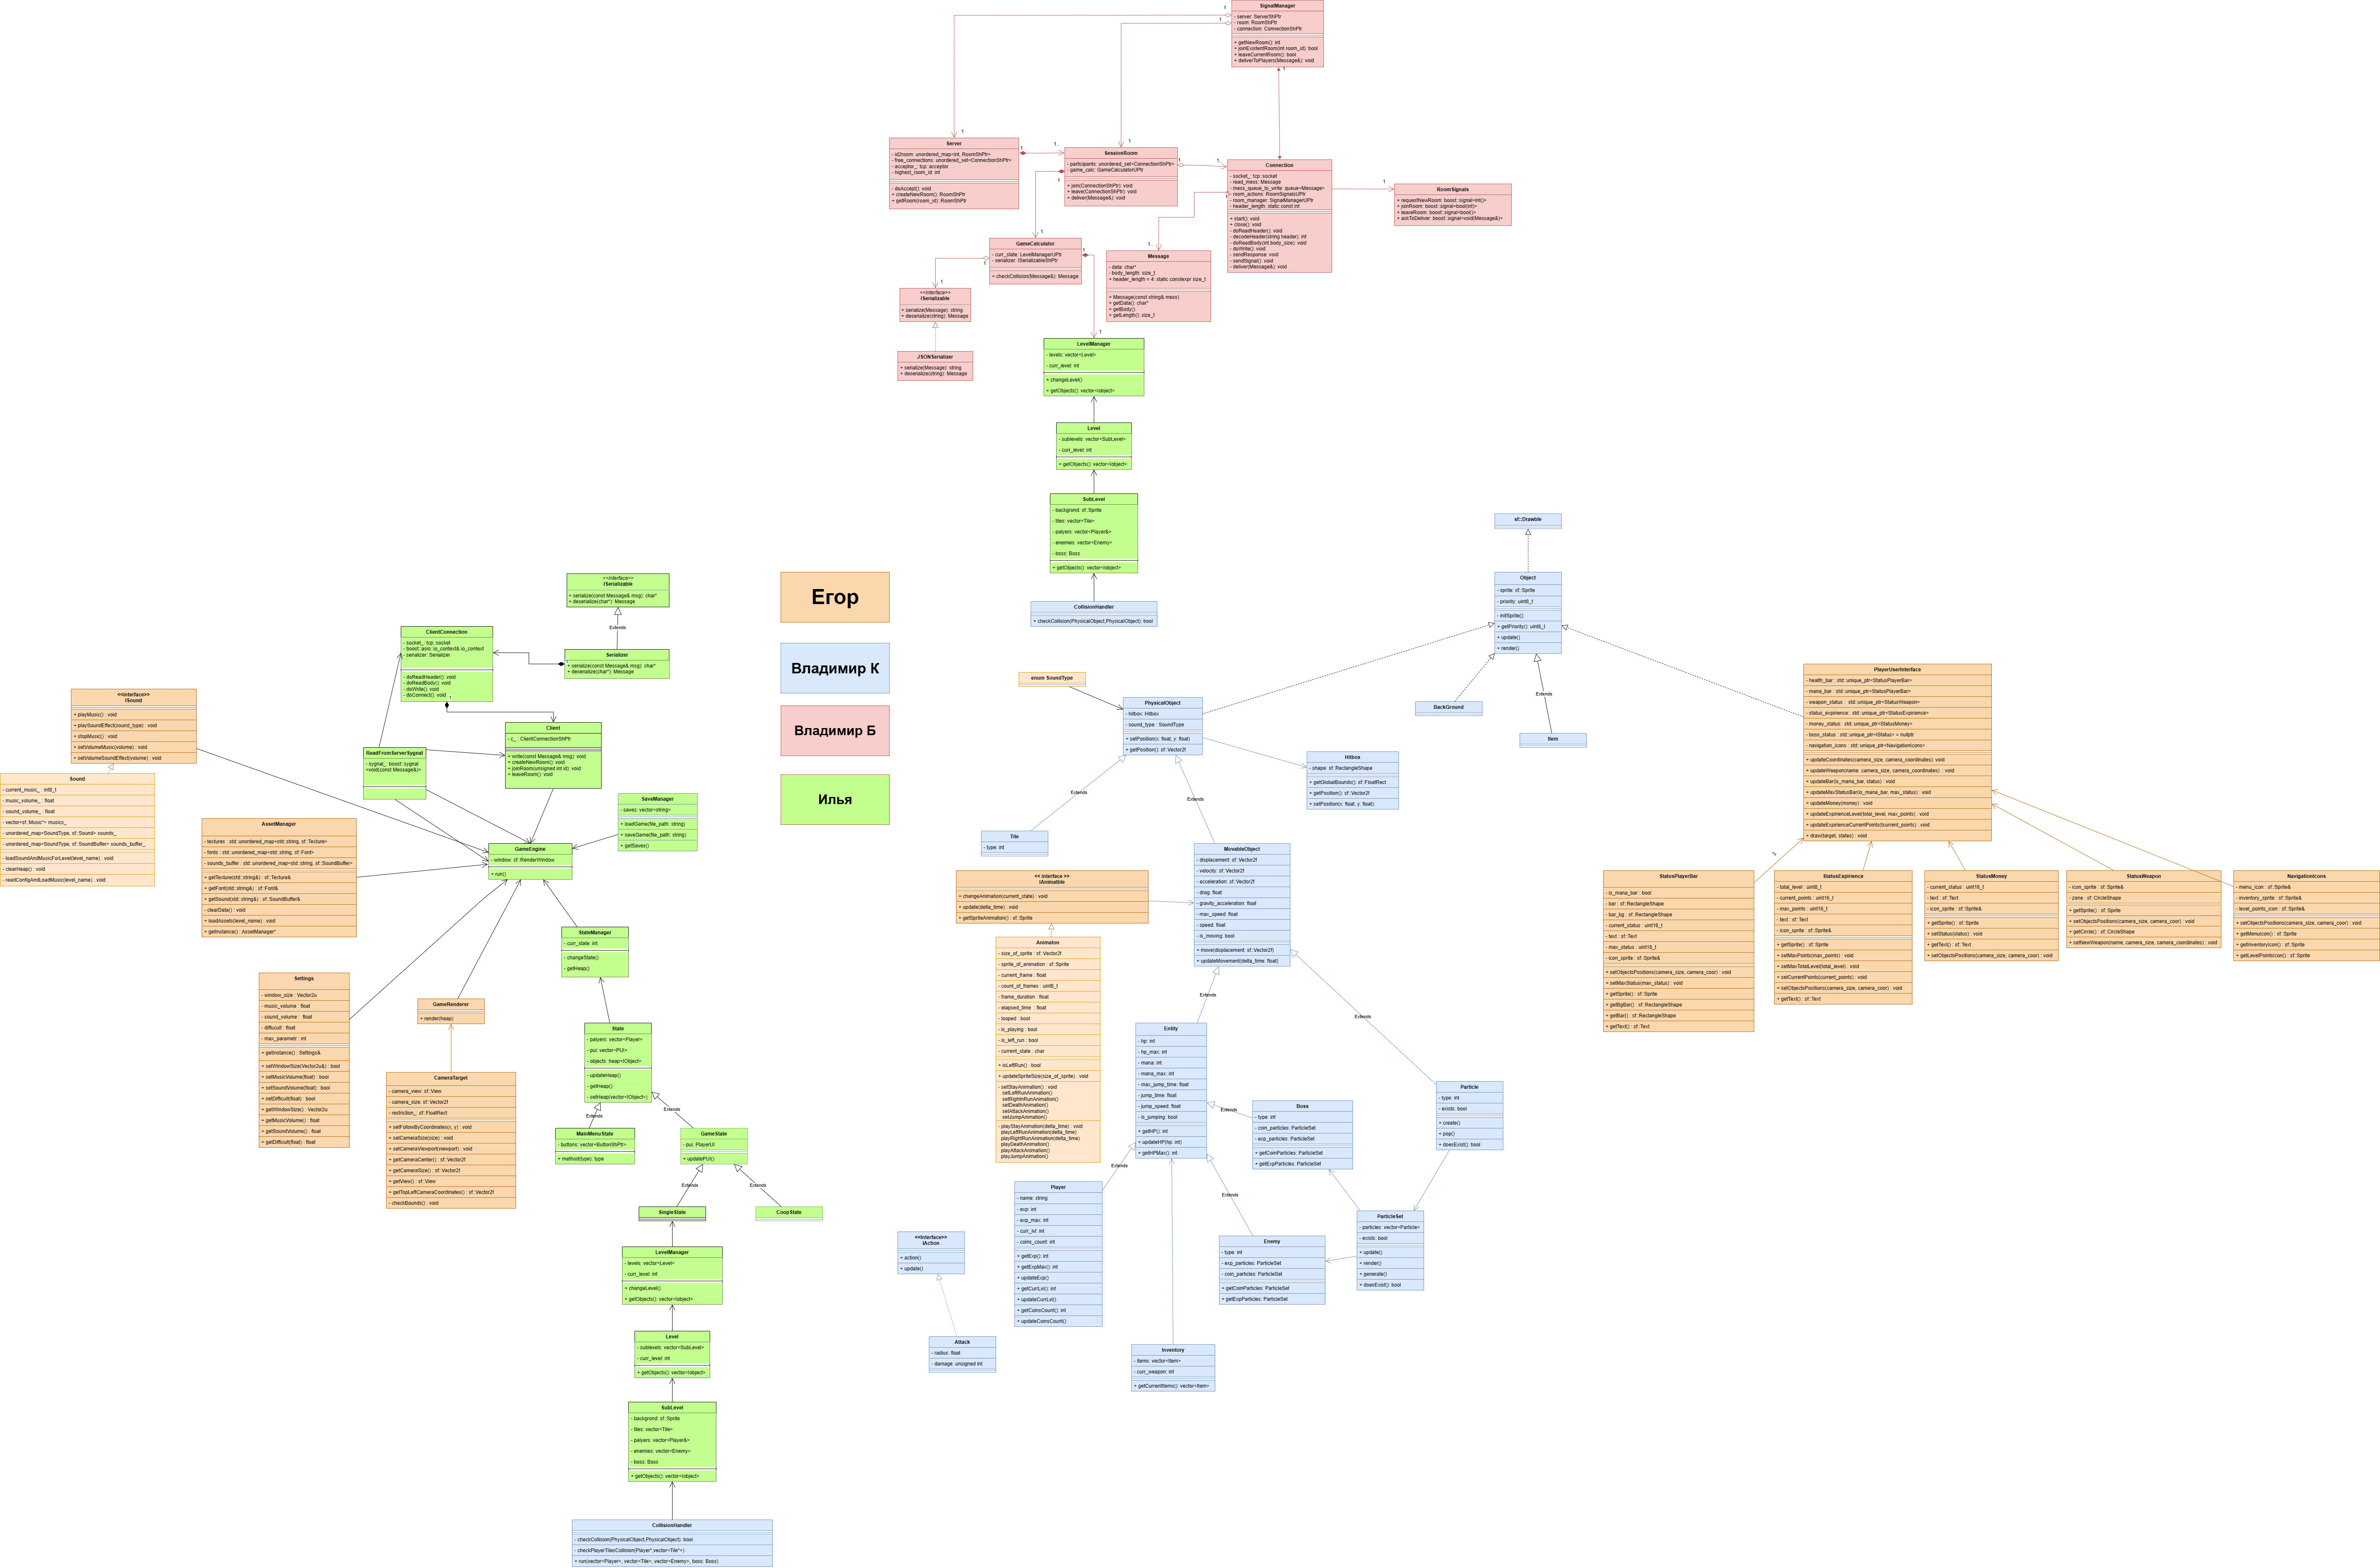 SignalManager
- server: ServerShPtr
- room: RoomShPtr
- connection: ConnectionShPtr
+ getNewRoom(): int
+ joinExistentRoom(int room_id): bool
+ leaveCurrentRoom(): bool
+ deliverToPlayers(Message&): void
1
1
1
1
1
Server
- id2room: unordered_map<int, RoomShPtr>
- free_connections: unordered_set<ConnectionShPtr>
- acceptor_: tcp::acceptor
- highest_room_id: int
- doAccept(): void
+ createNewRoom(): RoomShPtr
+ getRoom(room_id): RoomShPtr
1
1..
SessionRoom
- participants: unordered_set<ConnectionShPtr>
- game_calc: GameCalculatorUPtr
+ join(ConnectionShPtr): void
+ leave(ConnectionShPtr): void
+ deliver(Message&): void
1
1..
1
1
Connection
- socket_: tcp::socket
- read_mess: Message
- mess_queue_to_write: queue<Message>
- room_actions: RoomSignalsUPtr
- room_manager: SignalManagerUPtr
- header_length: static const int
+ start(): void
+ close(): void
- doReadHeader(): void
- decodeHeader(string header): int
- doReadBody(int body_size): void
- doWrite(): void
- sendResponse: void
- sendSignal(): void
- deliver(Message&): void
1
RoomSignals
+ requestNewRoom: boost::signal<int()>
+ joinRoom: boost::signal<bool(int)>
+ leaveRoom: boost::signal<bool()>
+ askToDeliver: boost::signal<void(Message&)>
1
1..
GameCalculator
- curr_state: LevelManagerUPtr
- serializer: ISerializableShPtr
+ checkCollision(Message&): Message
1
1
1
1
Message
- data: char*
- body_length: size_t
+ header_length = 4: static constexpr size_t
+ Message(const string& mess)
+ getData(): char*
+ getBody():
+ getLength(): size_t
<<interface>>
ISerializable
+ serialize(Message): string
+ deserialize(string): Message
JSONSerializer
+ serialize(Message): string
+ deserialize(string): Message
LevelManager
- levels: vector<Level>
- curr_level: int
+ changeLevel()
+ getObjects(): vector<Iobject>
Level
- sublevels: vector<SubLevel>
- curr_level: int
+ getObjects(): vector<Iobject>
SubLevel
- backgrond: sf::Sprite
- tiles: vector<Tile>
- palyers: vector<Player&>
- enemies: vector<Enemy>
- boss: Boss
+ getObjects(): vector<Iobject>
CollisionHandler
+ checkCollision(PhysicalObject,PhysicalObject): bool
Егор
Владимир К
Владимир Б
Илья
<<interface>>
ISerializable
+ serialize(const Message& msg): char*
+ deserialize(char*): Message
Extends
Serializer
+ serialize(const Message& msg): char*
+ deserialize(char*): Message
ClientConnection
- socket_: tcp::socket
- boost::asio::io_context& io_context
- serializer: Serializer
- doReadHeader(): void
- doReadBody(): void
- doWrite(): void
- doConnect(): void
1
Client
- c_ : ClientConnectionShPtr
+ write(const Message& msg): void
+ createNewRoom(): void
+ joinRoom(unsigned int id): void
+ leaveRoom(): void
ReadFromServerSygnal
- sygnal_: boost::sygnal
<void(const Message&)>
<<interface>>
ISound
+ playMusic() : void
+ playSoundEffect(sound_type) : void
+ stopMusic() : void
+ setVolumeMusic(volume) : void
+ setVolumeSoundEffect(volume) : void
Sound
- current_music_ : int8_t
- music_volume_ : float
- sound_volume_ : float
- vector<sf::Music*> musics_
- unordered_map<SoundType, sf::Sound> sounds_
- unordered_map<SoundType, sf::SoundBuffer> sounds_buffer_
- loadSoundAndMusicForLevel(level_name) : void
- clearHeap() : void
- readConfigAndLoadMusic(level_name) : void
AssetManager
- textures : std::unordered_map<std::string, sf::Texture>
- fonts : std::unordered_map<std::string, sf::Font>
- sounds_buffer : std::unordered_map<std::string, sf::SoundBuffer>
+ getTexture(std::string&) : sf::Texture&
+ getFont(std::string&) : sf::Font&
+ getSound(std::string&) : sf::SoundBuffer&
- clearData() : void
+ loadAssets(level_name) : void
+ getInstance() : AssetManager*
SaveManager
- saves: vector<string>
+ loadGame(file_path: string)
+ saveGame(file_path: string)
+ getSaves()
GameEngine
- window: sf::RenderWindow
+ run()
StateManager
- curr_state: int
- changeState()
- getHeap()
Settings
- window_size : Vector2u
- music_volume : float
- sound_volume : float
- difficult : float
- max_parametr : int
+ getInstance() : Settings&
+ setWindowSize(Vector2u&) : bool
+ setMusicVolume(float) : bool
+ setSoundVolume(float) : bool
+ setDifficult(float) : bool
+ getWindowSize() : Vector2u
+ getMusicVolume() : float
+ getSoundVolume() : float
+ getDifficult(float) : float
GameRenderer
+ render(heap)
CameraTarget
- camera_view: sf::View
- camera_size: sf::Vector2f
- restriction_: sf::FloatRect
+ setFollowByCoordinates(x, y) : void
+ setCameraSize(size) : void
+ setCameraViewport(viewport) : void
+ getCameraCenter() : sf::Vector2f
+ getCameraSize() : sf::Vector2f
+ getView() : sf::View
+ getTopLeftCameraCoordinates() : sf::Vector2f
- checkBounds() : void
State
- palyers: vector<Player>
- pui: vector<PUI>
- objects: heap<IObject>
- updateHeap()
- getHeap()
- setHeap(vector<IObject>)
Extends
Extends
MainMenuState
- buttons: vector<ButtonShPtr>
+ method(type): type
GameState
- pui: PlayerUI
+ updatePUI()
Extends
Extends
SingleState
CoopState
LevelManager
- levels: vector<Level>
- curr_level: int
+ changeLevel()
+ getObjects(): vector<Iobject>
Level
- sublevels: vector<SubLevel>
- curr_level: int
+ getObjects(): vector<Iobject>
SubLevel
- backgrond: sf::Sprite
- tiles: vector<Tile>
- palyers: vector<Player&>
- enemies: vector<Enemy>
- boss: Boss
+ getObjects(): vector<Iobject>
CollisionHandler
- checkCollision(PhysicalObject,PhysicalObject): bool
- checkPlayerTilesCollision(Player*,vector<Tile*>)
+ run(vector<Player>, vector<Tile>, vector<Enemy>, boss: Boss)
sf::Drawble
Object
- sprite: sf::Sprite
- priority: uint8_t
- initSprite()
+ getPriority(): uint8_t
+ update()
+ render()
BackGround
Extends
Item
enum SoundType
PhysicalObject
- hitbox: Hitbox
- sound_type : SoundType
+ setPosition(x: float, y: float)
+ getPosition(): sf::Vector2f
Hitbox
- shape: sf::RectangleShape
+ getGlobalBounds(): sf::FloatRect
+ getPosition(): sf::Vector2f
+ setPosition(x: float, y: float):
Extends
Extends
Tile
- type: int
<< interface >>
IAnimatble
+ changeAnimation(current_state) : void
+ update(delta_time) : void
+ getSpriteAnimation() : sf::Sprite
Animaton
- size_of_sprite : sf::Vector2f
- sprite_of_animation : sf::Sprite
- current_frame : float
- count_of_frames : uint8_t
- frame_duration : float
- elapsed_time : float
- looped : bool
- is_playing : bool
- is_left_run : bool
- current_state : char
+ isLeftRun() : bool
+ updateSpriteSize(size_of_sprite) : void
- setStayAnimation() : void
setLeftRunAnimation()
setRightnRunAnimation()
setDeathAnimation()
setAttackAnimation()
setJumpAnimation()
- playStayAnimation(delta_time) : void
playLeftRunAnimation(delta_time)
playRightRunAnimation(delta_time)
playDeathAnimation()
playAttackAnimation()
playJumpAnimation()
MovableObject
- displacement: sf::Vector2f
- velocity: sf::Vector2f
- acceleration: sf::Vector2f
- drag: float
- gravity_acceleration: float
- max_speed: float
- speed: float
- is_moving: bool
+ move(displacement: sf::Vector2f)
+ updateMovement(delta_time: float)
Extends
Extends
Entity
- hp: int
- hp_max: int
- mana: int
- mana_max: int
- max_jump_time: float
- jump_time: float
- jump_speed: float
- is_jumping: bool
+ getHP(): int
+ updateHP(hp: int)
+ getHPMax(): int
Extends
Extends
Extends
Boss
- type: int
- coin_particles: ParticleSet
- exp_particles: ParticleSet
+ getCoinParticles: ParticleSet
+ getExpParticles: ParticleSet
Particle
- type: int
- exists: bool
+ create()
+ pop()
+ doesExist(): bool
Player
- name: string
- exp: int
- exp_max: int
- curr_lvl: int
- coins_count: int
+ getExp(): int
+ getExpMax(): int
+ updateExp()
+ getCurrLvl(): int
+ updateCurrLvl()
+ getCoinsCount(): int
+ updateCoinsCount()
ParticleSet
- particles: vector<Particle>
- exists: bool
+ update()
+ render()
+ generate()
+ doesExist(): bool
Enemy
- type: int
- exp_particles: ParticleSet
- coin_particles: ParticleSet
+ getCoinParticles: ParticleSet
+ getExpParticles: ParticleSet
<<Interface>>
IAction
+ action()
+ update()
Attack
- radius: float
- damage: unsigned int
Inventory
- items: vector<Item>
- curr_weapon: int
+ getCurrentItems(): vector<Item>
PlayerUserInterface
- health_bar : std::unique_ptr<StatusPlayerBar>
- mana_bar : std::unique_ptr<StatusPlayerBar>
- weapon_status : std::unique_ptr<StatusWeapon>
- status_expirience: std::unique_ptr<StatusExpirience>
- money_status: std::unique_ptr<StatusMoney>
- boss_status : std::unique_ptr<IStatus> = nullptr
- navigation_icons : std::unique_ptr<NavigationIcons>
+ updateCoordinates(camera_size, camera_coordinates): void
+ updateWeapon(name. camera_size, camera_coordinates) : void
+ updateBar(is_mana_bar, status) : void
+ updateMaxStatusBar(is_mana_bar, max_status) : void
+ updateMoney(money) : void
+ updateExpirienceLevel(total_level, max_points) : void
+ updateExpirienceCurrentPoints(tcurrent_points) : void
+ draw(target, states) : void
2
StatusPlayerBar
- is_mana_bar : bool
- bar : sf::RectangleShape
- bar_bg : sf::RectangleShape
- current_status : uint16_t
- text : sf::Text
- max_status : uint16_t
- icon_sprite : sf::Sprite&
+ setObjectsPositions(camera_size, camera_coor) : void
+ setMaxStatus(max_status) : void
+ getSprite() : sf::Sprite
+ getBgBar() : sf::RectangleShape
+ getBar() : sf::RectangleShape
+ getText() : sf::Text
StatusExpirience
- total_level : uint8_t
- current_points : uint16_t
- max_points : uint16_t
- text : sf::Text
- icon_sprite : sf::Sprite&
+ getSprite() : sf::Sprite
+ setMaxPoints(max_points) : void
+ setMaxTotalLevel(total_level) : void
+ setCurrentPoints(current_points) : void
+ setObjectsPositions(camera_size, camera_coor) : void
+ getText() : sf::Text
StatusMoney
- current_status : uint16_t
- text : sf::Text
- icon_sprite : sf::Sprite&
+ getSprite() : sf::Sprite
+ setStatus(status) : void
+ getText() : sf::Text
+ setObjectsPositions(camera_size, camera_coor) : void
StatusWeapon
- icon_sprite : sf::Sprite&
- zone : sf::CircleShape
+ getSprite() : sf::Sprite
+ setObjectsPositions(camera_size, camera_coor) : void
+ getCircle() : sf::CircleShape
+ setNewWeapon(name, camera_size, camera_coordinates) : void
NavigationIcons
- menu_icon : sf::Sprite&
- inventory_sprite : sf::Sprite&
- level_points_icon : sf::Sprite&
+ setObjectsPositions(camera_size, camera_coor) : void
+ getMenuIcon() : sf::Sprite
+ getInventoryIcon() : sf::Sprite
+ getLevelPointsIcon() : sf::Sprite